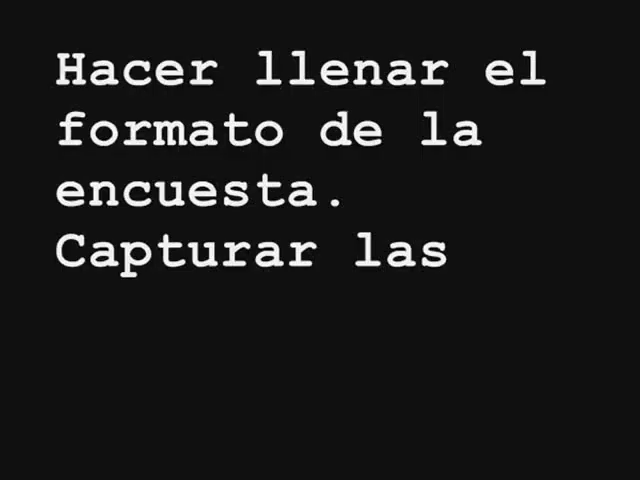 Hacer llenar el
formato de la
encuesta.
Capturar las